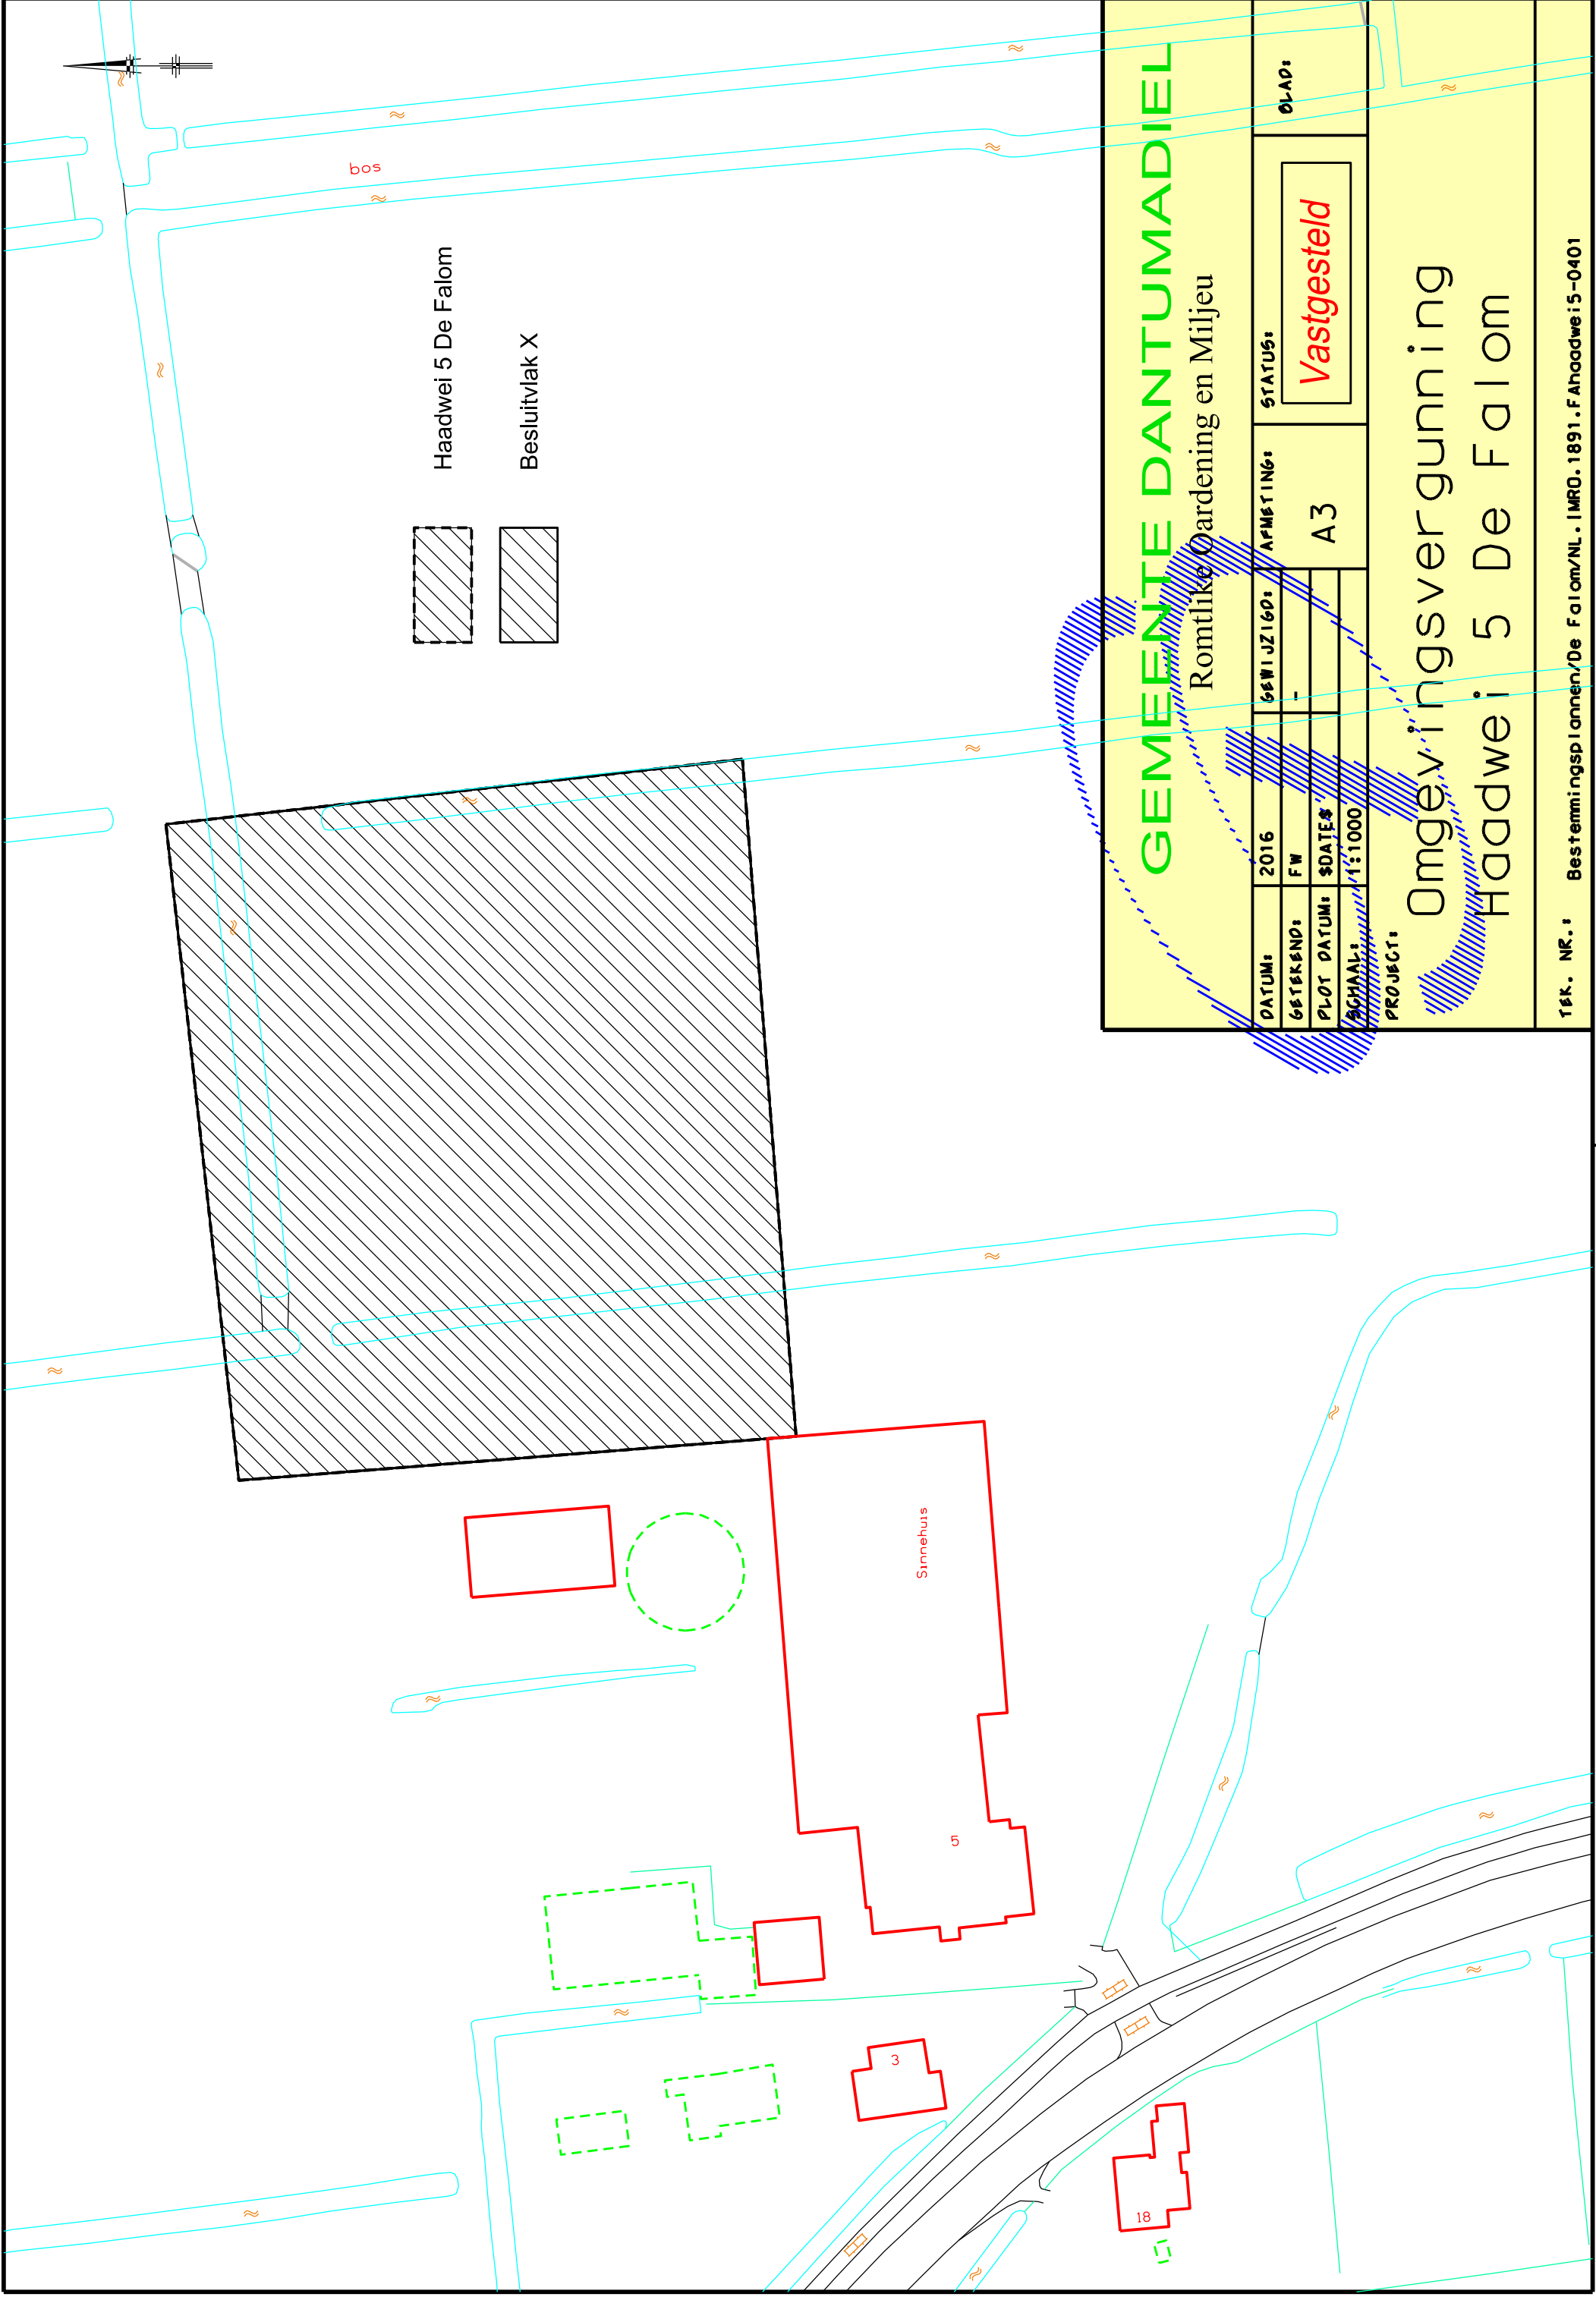 bos
Haadwei 5 De Falom
Besluitvlak X
Sinnehuis
5
3
18
GEMEENTE DANTUMADIEL
Romtlike Oardening en Miljeu
DATUM: 2016 GEWIJZIGD: AFMETING: STATUS: BLAD:
GETEKEND: FW - A3 Vastgesteld
PLOT DATUM: $DATE$
SCHAAL: 1:1000
PROJECT:
Omgevingsvergunning
Haadwei 5 De Falom
TEK. NR.: Bestemmingsplannen/De Falom/NL.IMRO.1891.FAhaadwei5-0401